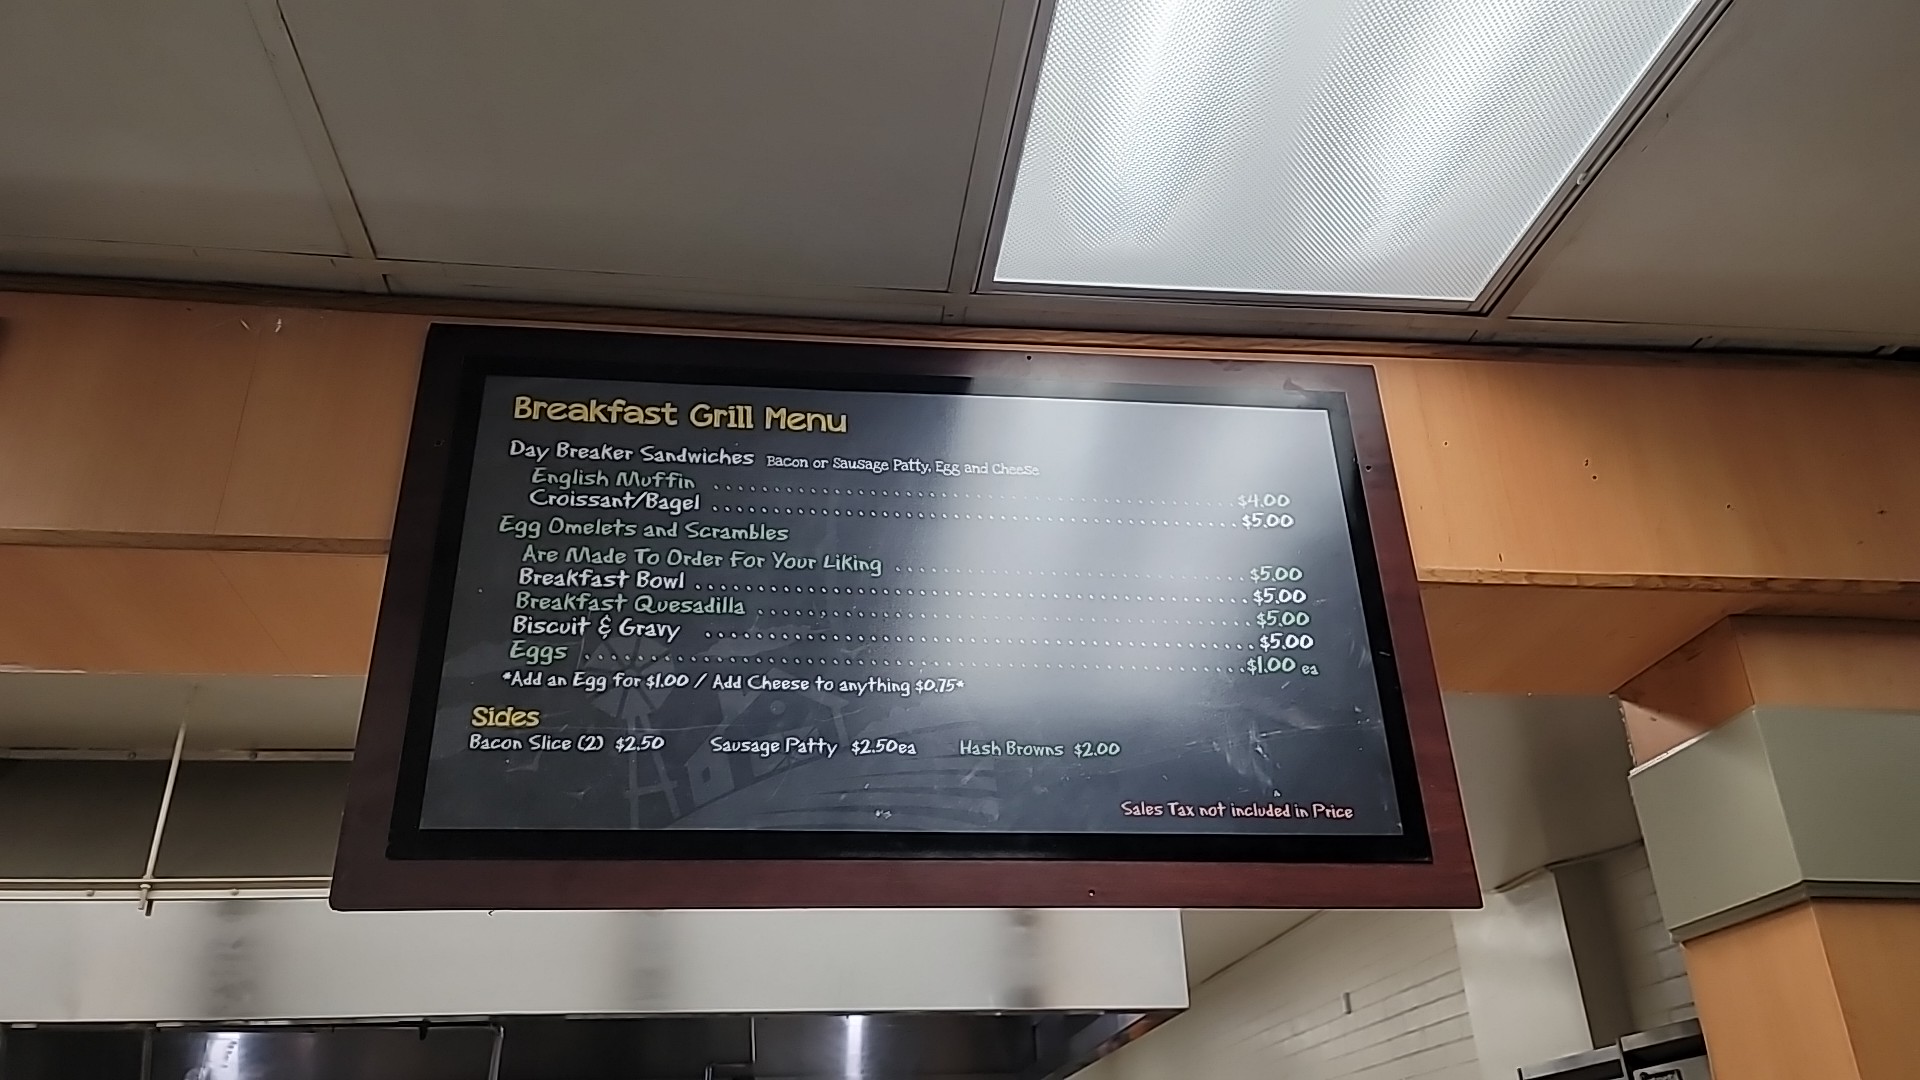 Breakfast Grill Menu
Day Breaker Sandwiches Bacon or Sausage Patty, Egg and Cheese
English Muffin $4.00
Croissant/Bagel $5.00
Egg Omelets and Scrambles
Are Made To Order For Your Liking $5.00
Breakfast Bowl $5.00
Breakfast Quesadilla $5.00
Biscuit & Gravy $5.00
Eggs $1.00 ea
*Add an Egg for $1.00 / Add Cheese to anything $0.75*
Sides
Bacon Slice (2) $2.50 Sausage Patty $2.50ea Hash Browns $2.00
Sales Tax not included in Price